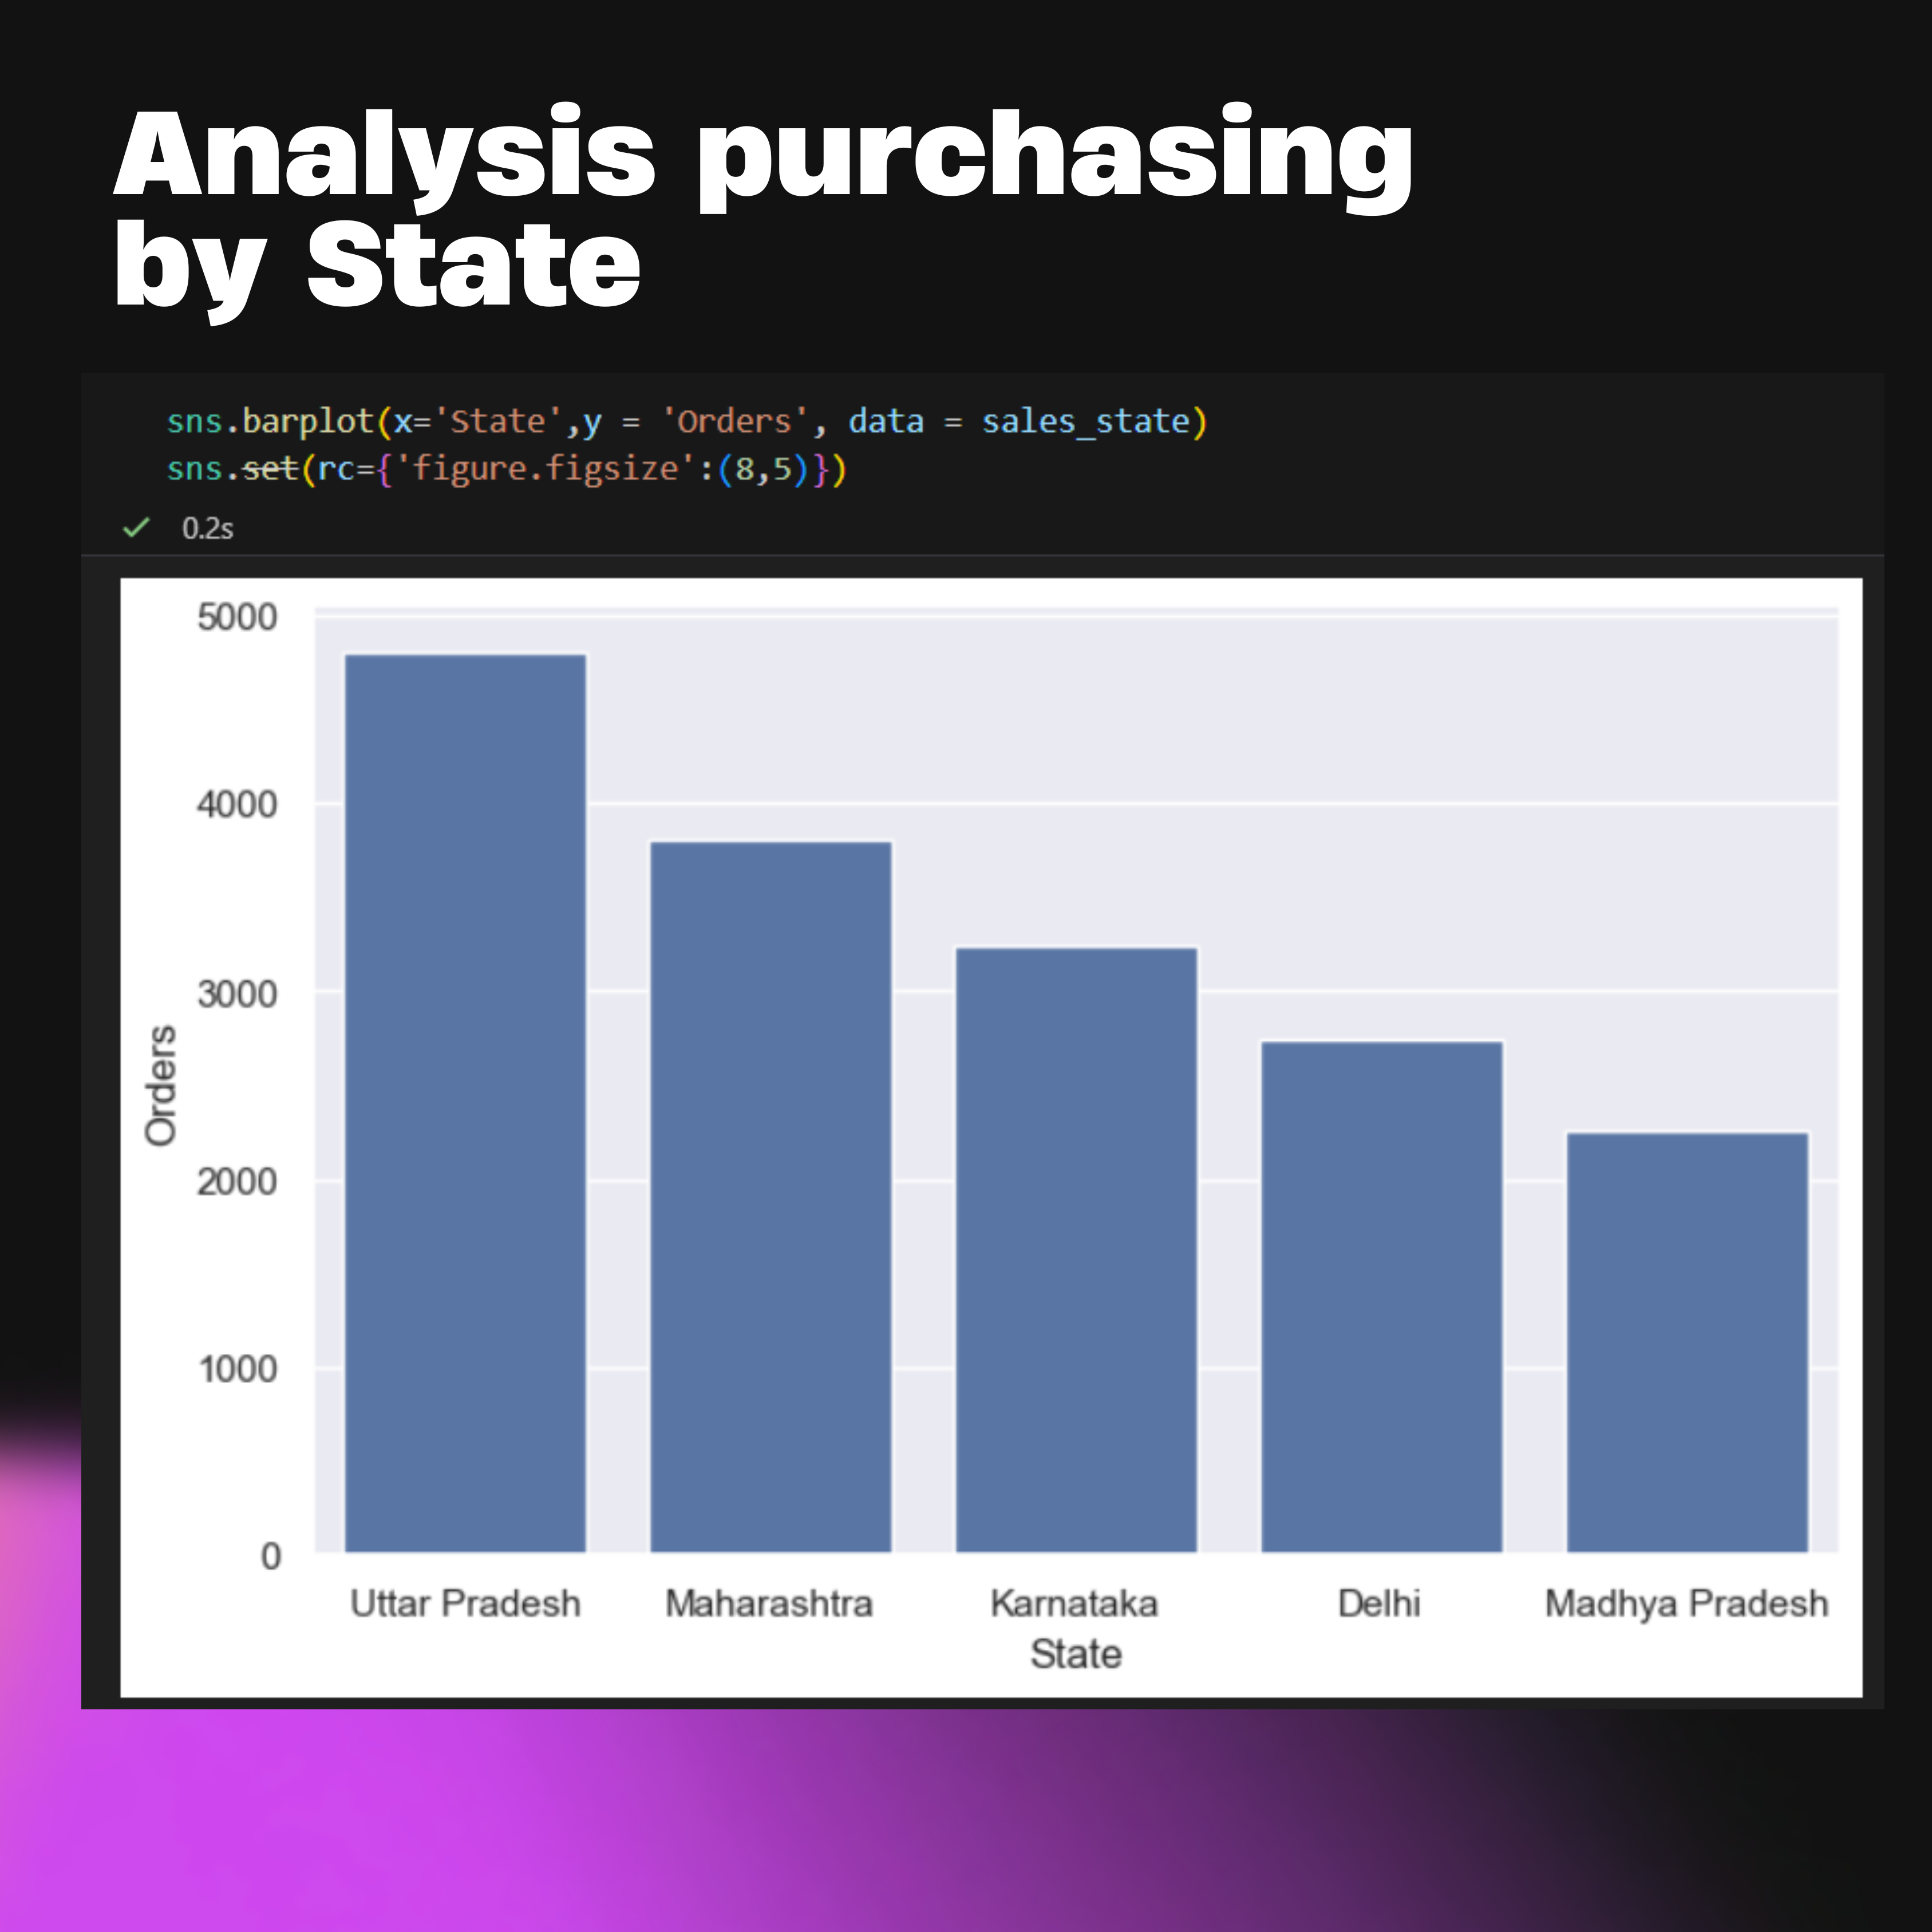 Analysis purchasing
by State
sns.barplot(x='State',y = 'Orders', data = sales_state)
sns.set(rc={'figure.figsize':(8,5)})
0.2s
5000
4000
3000
2000
1000
0
Orders
Uttar Pradesh Maharashtra Karnataka Delhi Madhya Pradesh
State